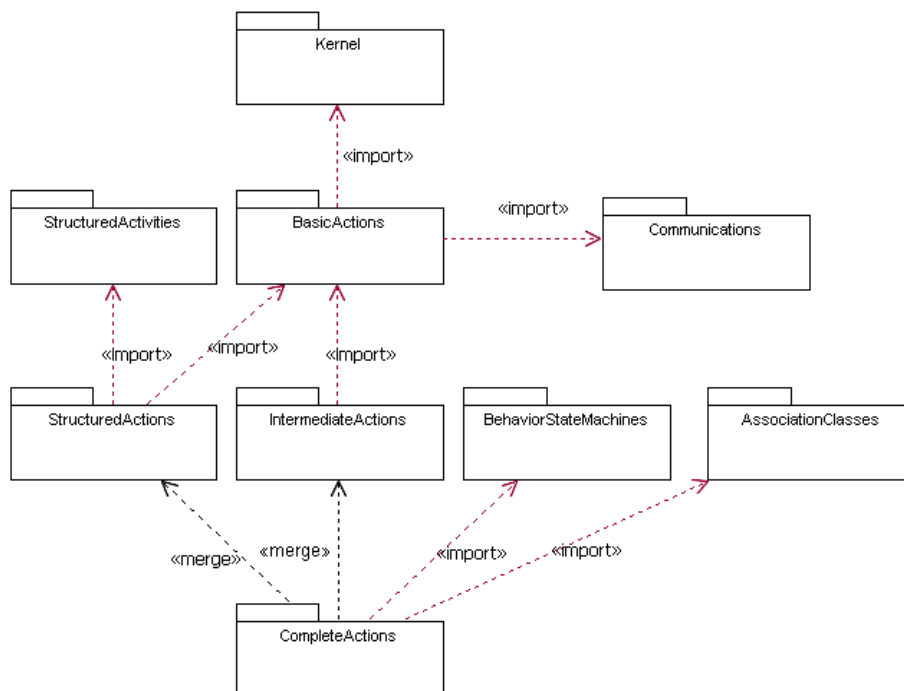 Kernel
«import»
StructuredActivities
BasicActions
«import»
Communications
«import»
«import»
«import»
StructuredActions
IntermediateActions
BehaviorStateMachines
AssociationClasses
«merge»
«merge»
«import»
«import»
CompleteActions